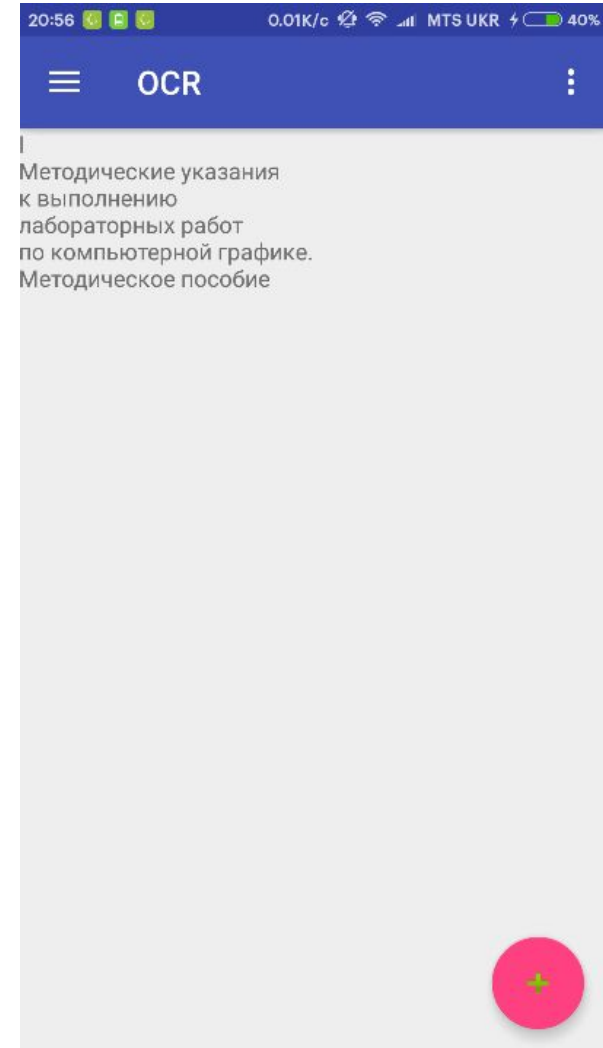 20:56 0.01K/c MTS UKR 40%
OCR
|
Методические указания
к выполнению
лабораторных работ
по компьютерной графике.
Методическое пособие
+